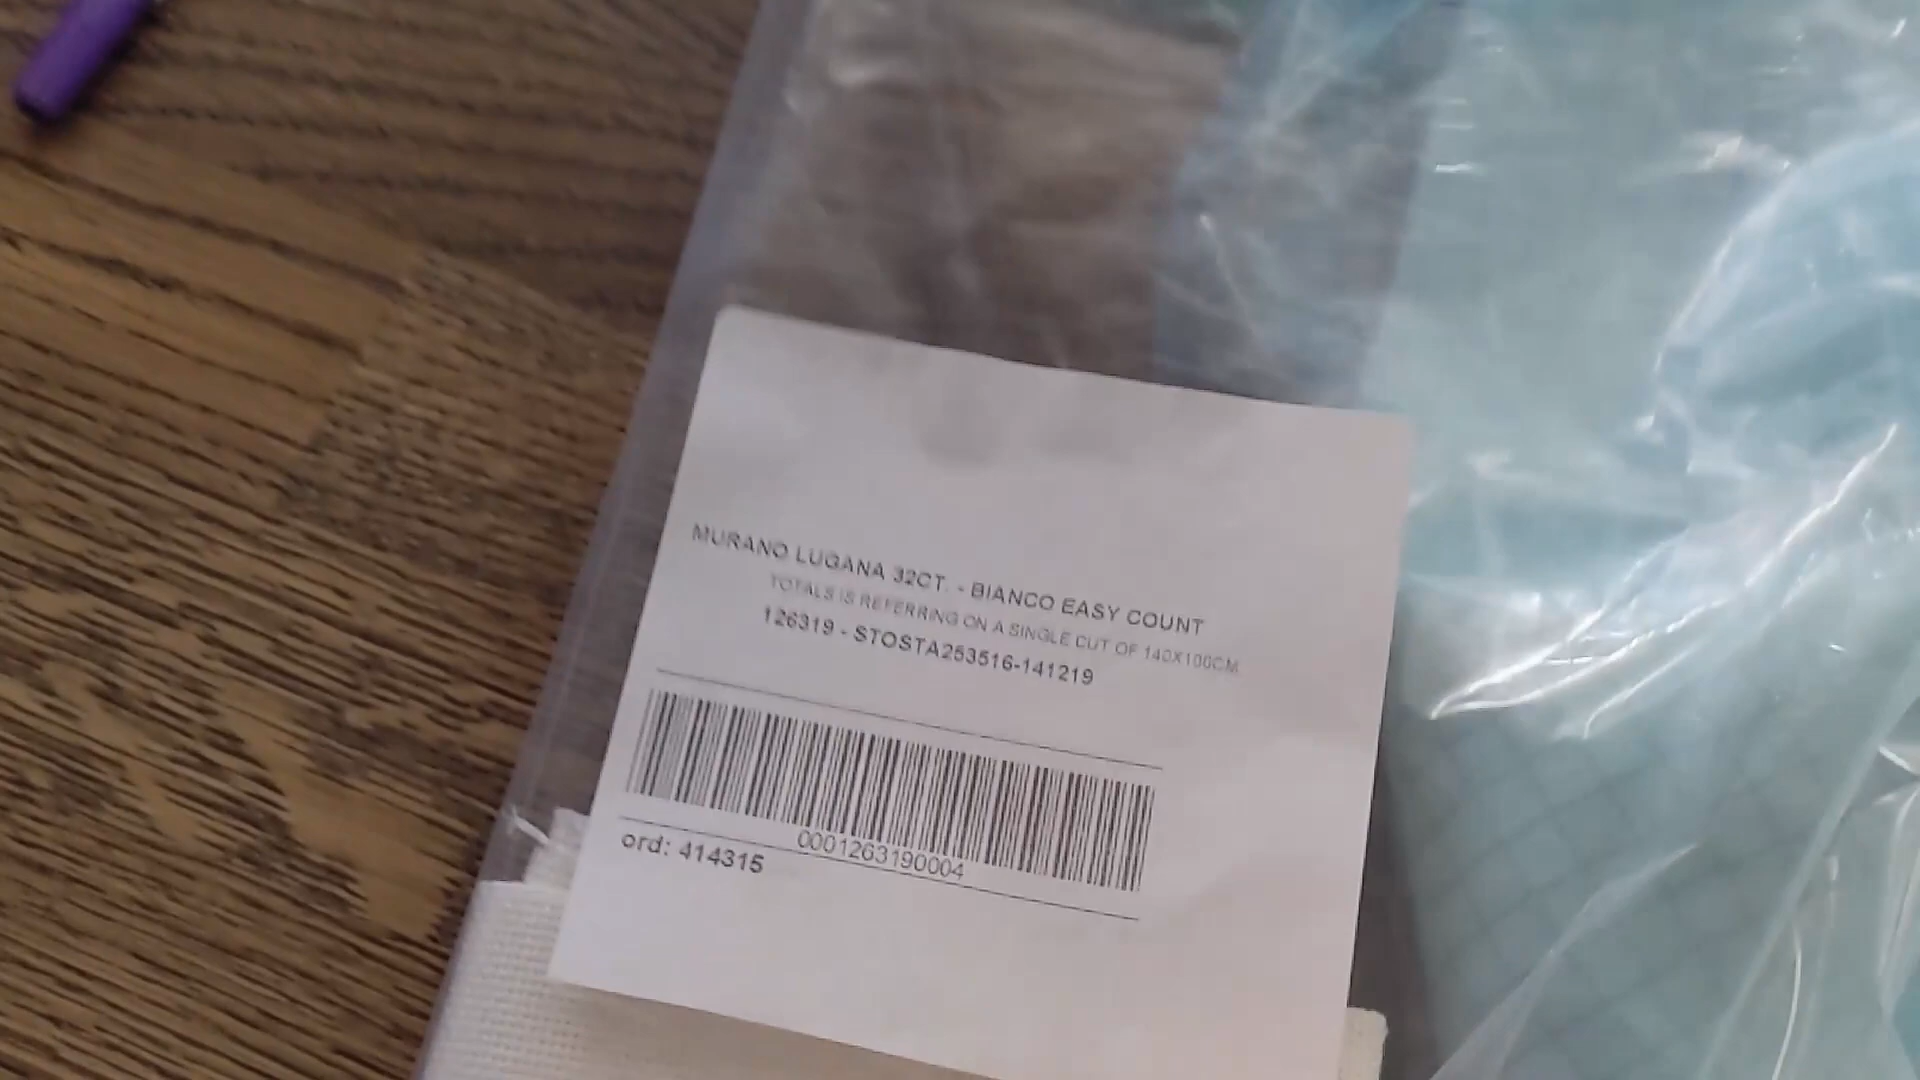 MURANO LUGANA 32CT. - BIANCO EASY COUNT
TOTALS IS REFERRING ON A SINGLE CUT OF 140X100CM
126319 - STOSTA253516-141219
0001263190004
ord: 414315